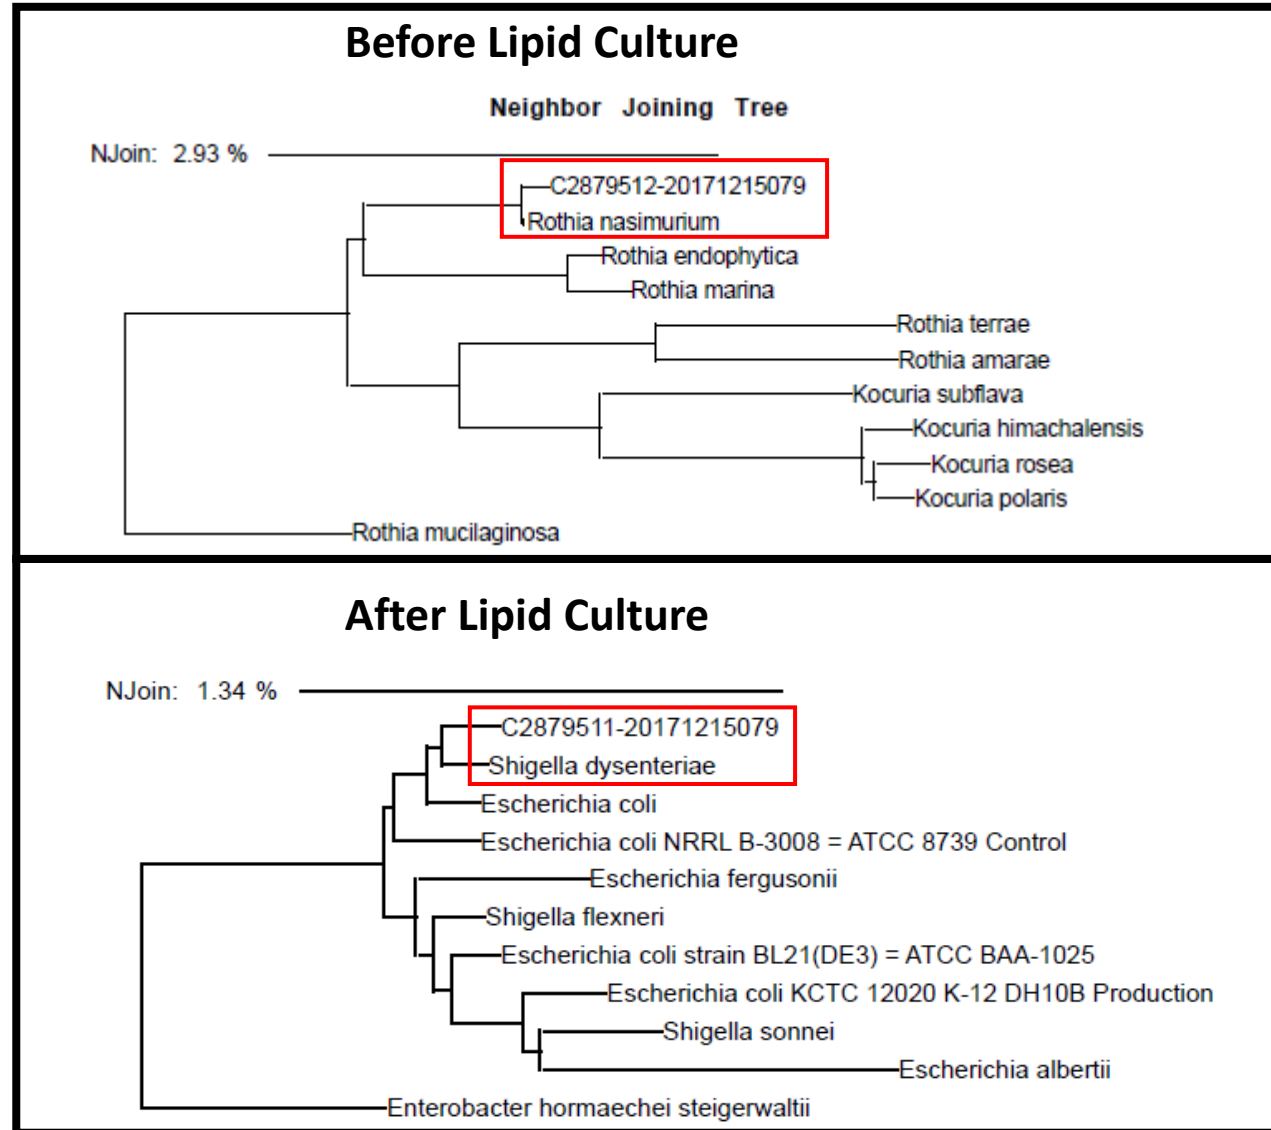 Before Lipid Culture
Neighbor Joining Tree
NJoin: 2.93 %
C2879512-20171215079
Rothia nasimurium
Rothia endophytica
Rothia marina
Rothia terrae
Rothia amarae
Kocuria subflava
Kocuria himachalensis
Kocuria rosea
Kocuria polaris
Rothia mucilaginosa
After Lipid Culture
NJoin: 1.34 %
C2879511-20171215079
Shigella dysenteriae
Escherichia coli
Escherichia coli NRRL B-3008 = ATCC 8739 Control
Escherichia fergusonii
Shigella flexneri
Escherichia coli strain BL21(DE3) = ATCC BAA-1025
Escherichia coli KCTC 12020 K-12 DH10B Production
Shigella sonnei
Escherichia albertii
Enterobacter hormaechei steigerwaltii